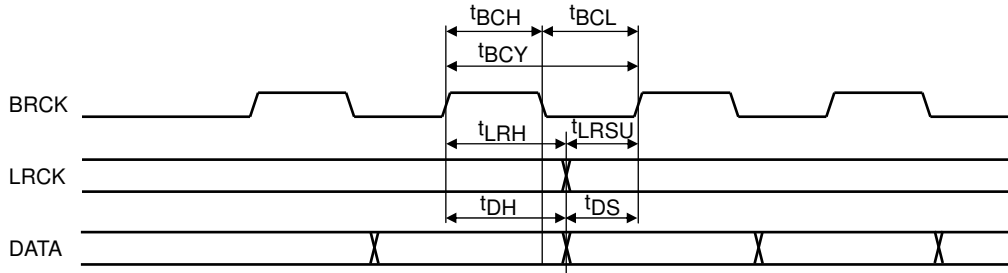 tBCH tBCL
tBCY
BRCK
tLRH tLRSU
LRCK
tDH tDS
DATA